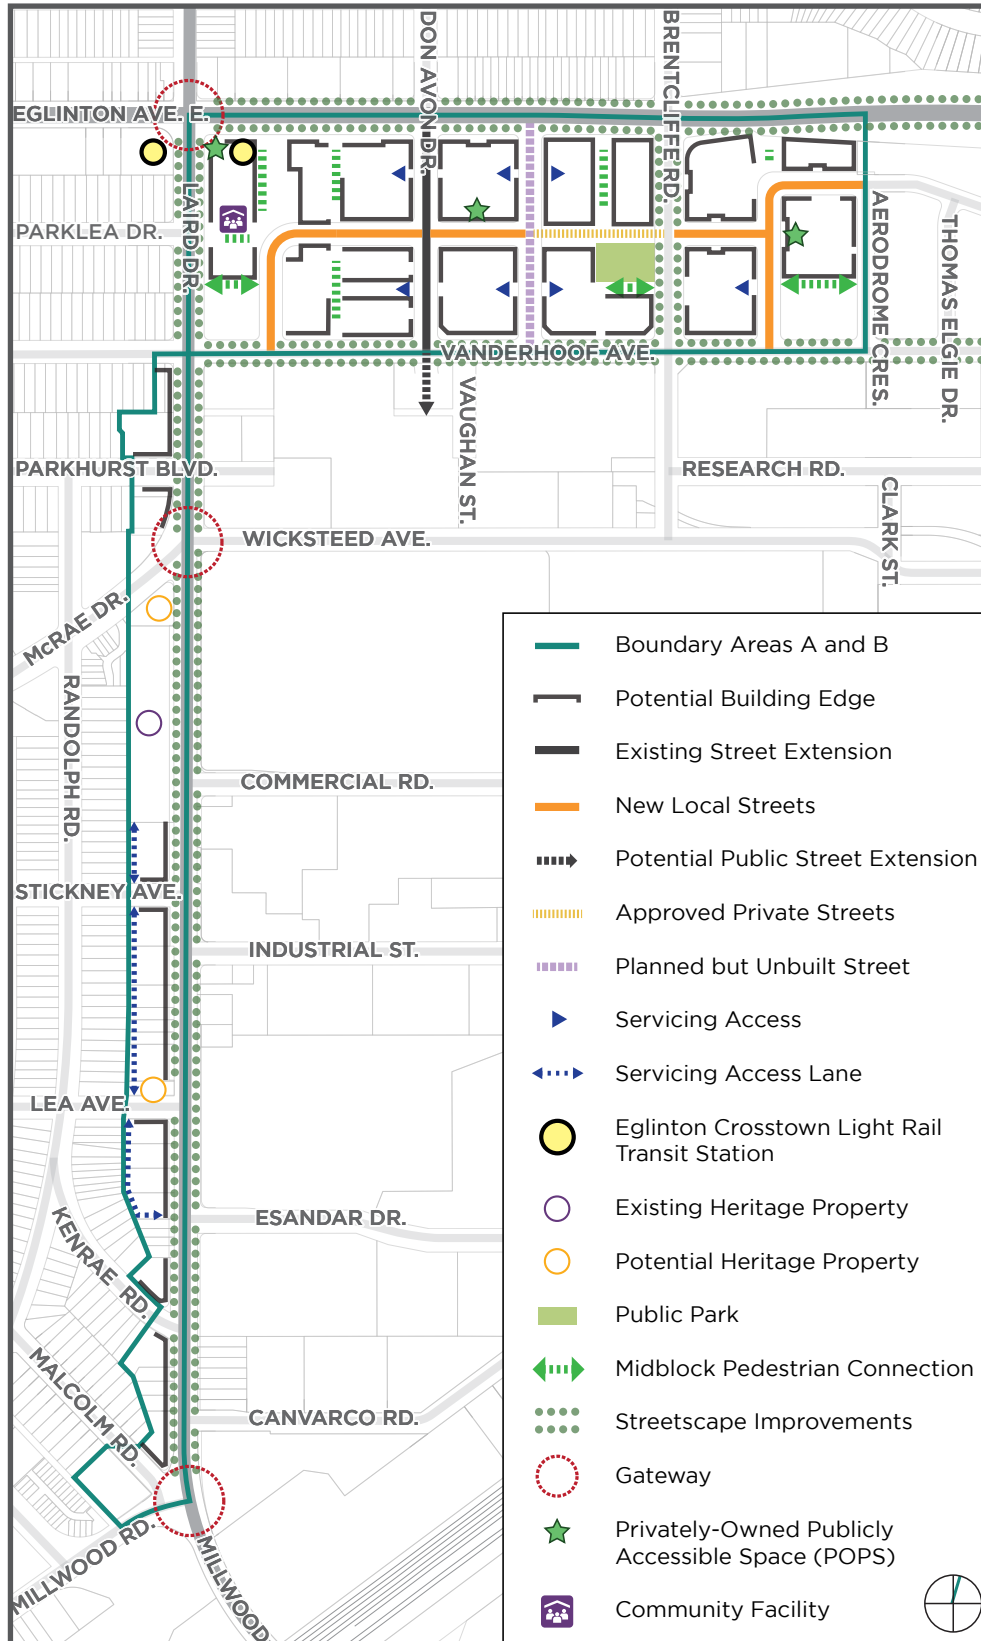 DON AVON DR.
BRENTCLIFFE RD.
EGLINTON AVE. E.
LAIRD DR.
PARKLEA DR.
AERODROME CRES.
THOMAS ELGIE DR.
VANDERHOOF AVE.
VAUGHAN ST.
PARKHURST BLVD.
RESEARCH RD.
CLARK ST.
WICKSTEED AVE.
McRAE DR.
RANDOLPH RD.
COMMERCIAL RD.
STICKNEY AVE.
INDUSTRIAL ST.
LEA AVE.
ESANDAR DR.
KENRAE RD.
MALCOLM RD.
CANVARCO RD.
MILLWOOD RD.
MILLWOOD
Boundary Areas A and B
Potential Building Edge
Existing Street Extension
New Local Streets
Potential Public Street Extension
Approved Private Streets
Planned but Unbuilt Street
Servicing Access
Servicing Access Lane
Eglinton Crosstown Light Rail
Transit Station
Existing Heritage Property
Potential Heritage Property
Public Park
Midblock Pedestrian Connection
Streetscape Improvements
Gateway
Privately-Owned Publicly
Accessible Space (POPS)
Community Facility